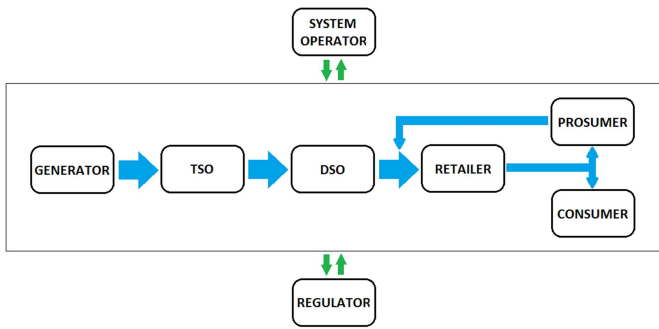 SYSTEM
OPERATOR
PROSUMER
GENERATOR
TSO
DSO
RETAILER
CONSUMER
REGULATOR